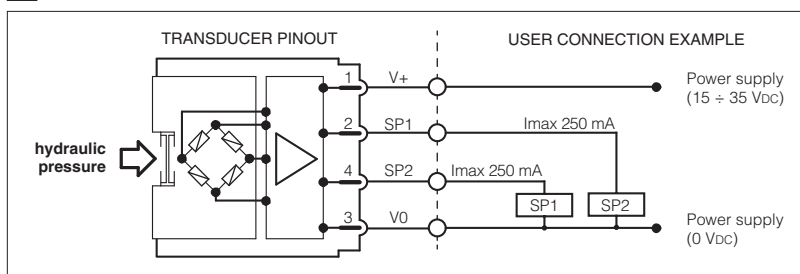 TRANSDUCER PINOUT
USER CONNECTION EXAMPLE
1 V+
Power supply
(15 ÷ 35 VDC)
2 SP1 Imax 250 mA
hydraulic
pressure
4 SP2 Imax 250 mA
SP1 SP2
3 V0
Power supply
(0 VDC)